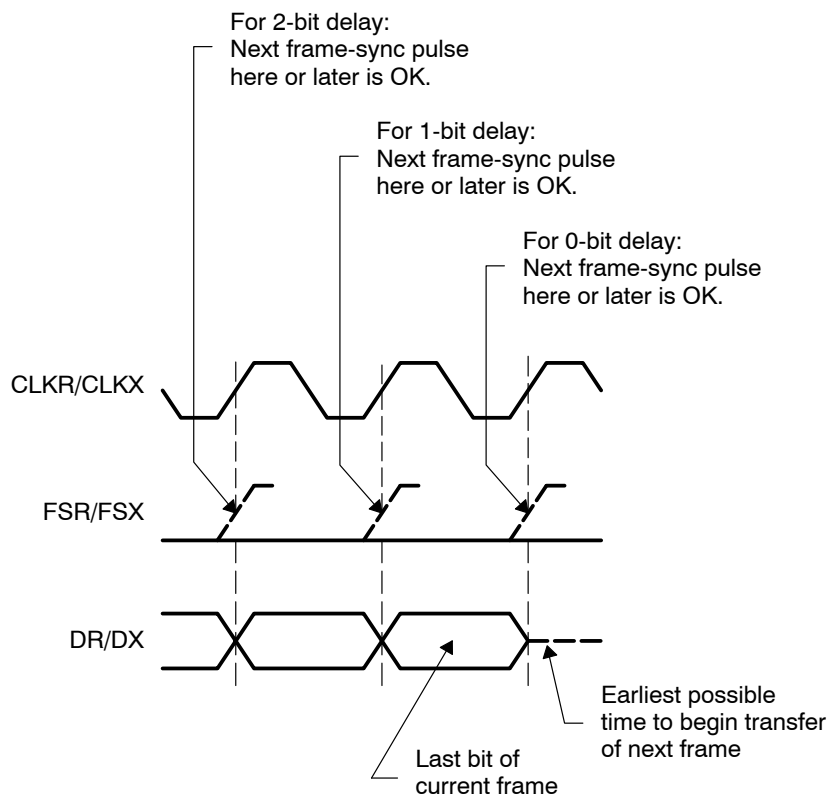 For 2-bit delay:
Next frame-sync pulse
here or later is OK.
For 1-bit delay:
Next frame-sync pulse
here or later is OK.
For 0-bit delay:
Next frame-sync pulse
here or later is OK.
CLKR/CLKX
FSR/FSX
DR/DX
Earliest possible
time to begin transfer
of next frame
Last bit of
current frame